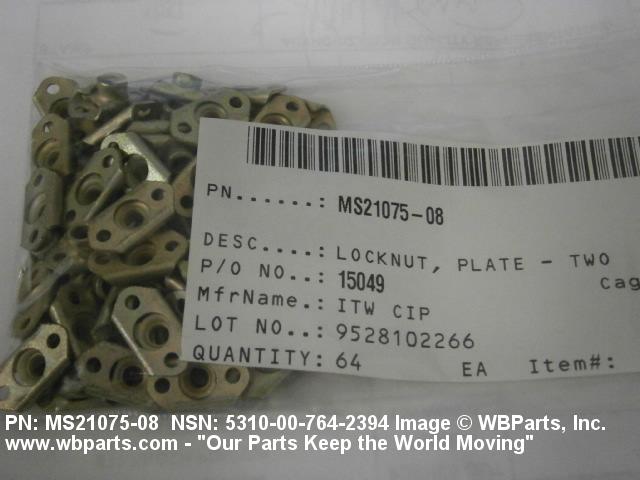 PN......: MS21075-08
DESC....: LOCKNUT, PLATE - TWO
P/O NO..: 15049 Cag
MfrName.: ITW CIP
LOT NO..: 9528102266
QUANTITY: 64 EA Item#:
PN: MS21075-08 NSN: 5310-00-764-2394 Image © WBParts, Inc.
www.wbparts.com - "Our Parts Keep the World Moving"